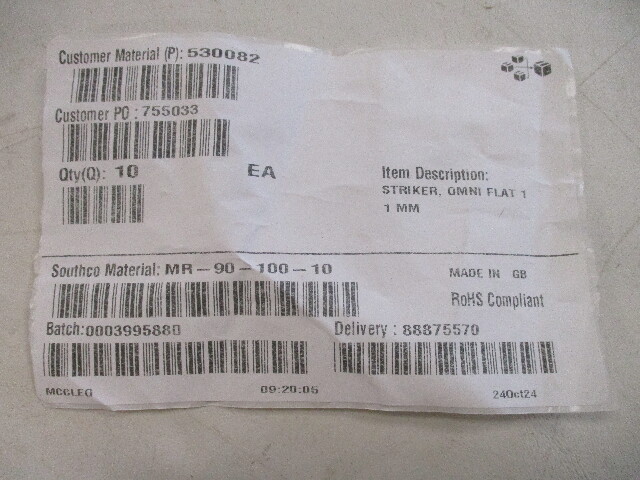 Customer Material (P): 530082
Customer PO : 755033
Qty(Q): 10 EA
Item Description:
STRIKER, OMNI FLAT 1
1 MM
Southco Material: MR-90-100-10
MADE IN GB
RoHS Compliant
Batch:0003995880
Delivery : 88875570
MCCLEG 09:20:05 24Oct24